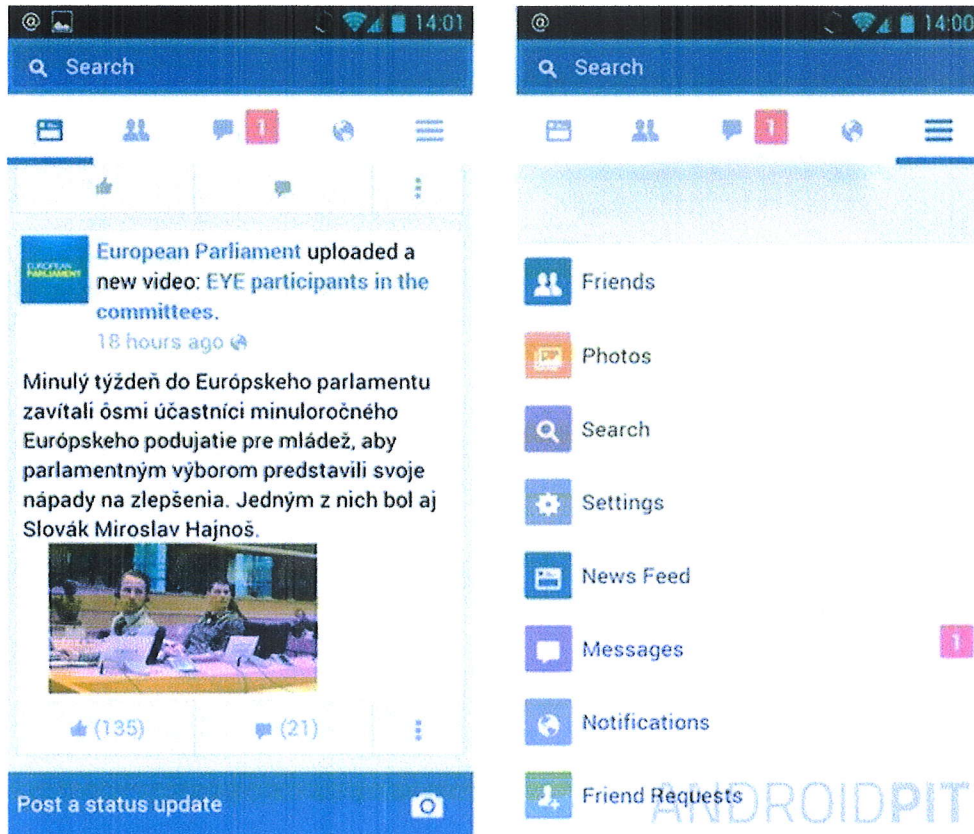 @ 14:01
Search
1
EUROPEAN
PARLIAMENT
European Parliament uploaded a
new video: EYE participants in the
committees.
18 hours ago
Minulý týždeň do Európskeho parlamentu
zavítali ôsmi účastníci minuloročného
Európskeho podujatie pre mládež, aby
parlamentným výborom predstavili svoje
nápady na zlepšenia. Jedným z nich bol aj
Slovák Miroslav Hajnoš.
(135) (21)
Post a status update
@ 14:00
Search
1
Friends
Photos
Search
Settings
News Feed
Messages 1
Notifications
Friend Requests
ANDROIDPIT